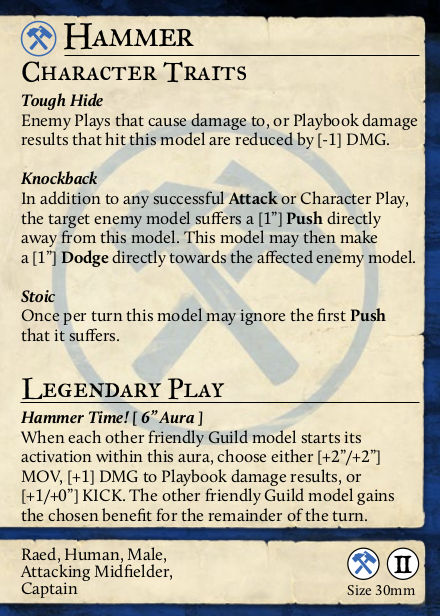 Hammer
Character Traits
Tough Hide
Enemy Plays that cause damage to, or Playbook damage
results that hit this model are reduced by [-1] DMG.
Knockback
In addition to any successful Attack or Character Play,
the target enemy model suffers a [1”] Push directly
away from this model. This model may then make
a [1”] Dodge directly towards the affected enemy model.
Stoic
Once per turn this model may ignore the first Push
that it suffers.
Legendary Play
Hammer Time! [ 6” Aura ]
When each other friendly Guild model starts its
activation within this aura, choose either [+2”/+2”]
MOV, [+1] DMG to Playbook damage results, or
[+1/+0”] KICK. The other friendly Guild model gains
the chosen benefit for the remainder of the turn.
Raed, Human, Male,
Attacking Midfielder,
Captain
II
Size 30mm